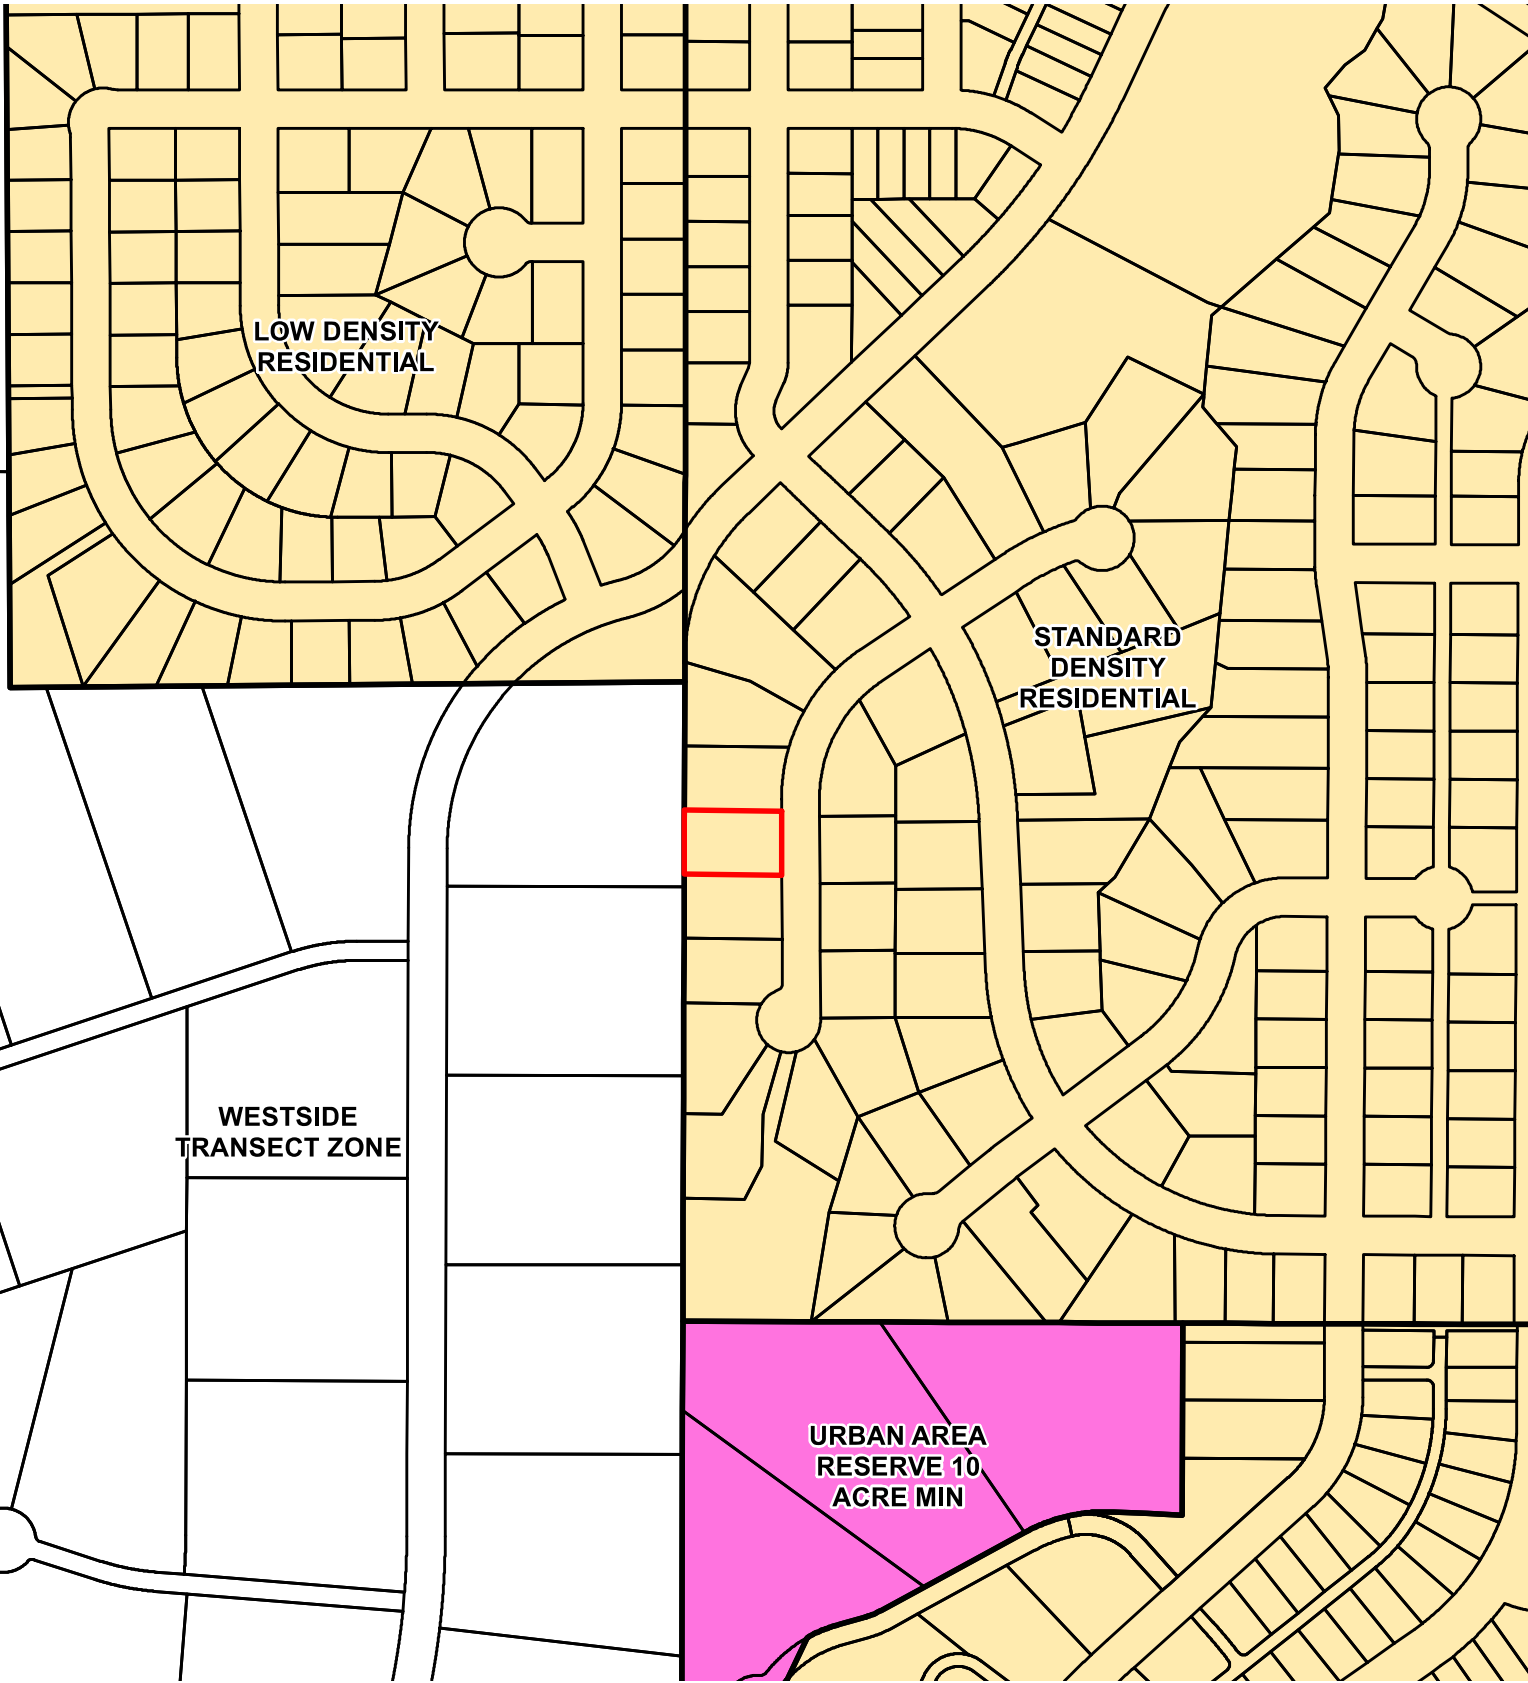 LOW DENSITY
RESIDENTIAL
STANDARD
DENSITY
RESIDENTIAL
WESTSIDE
TRANSECT ZONE
URBAN AREA
RESERVE 10
ACRE MIN